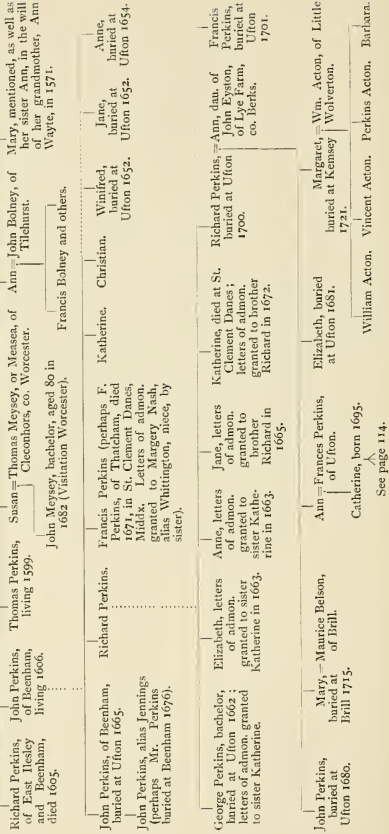 Richard Perkins,
of East Ilesley
and Beenham,
died 1605.
John Perkins,
of Beenham,
living 1606.
Thomas Perkins,
living 1599.
Susan=Thomas Meysey, or Measea, of
Cleconbors, co. Worcester.
John Meysey, bachelor, aged 80 in
1682 (Visitation Worcester).
Ann=John Bolney, of
Tilehurst.
Francis Bolney and others.
Mary, mentioned, as well as
her sister Ann, in the will
of her grandmother, Ann
Wayte, in 1571.
John Perkins, of Beenham,
buried at Ufton 1665.
John Perkins, alias Jennings
(perhaps Mr. Perkins
buried at Beenham 1676).
Richard Perkins.
Francis Perkins (perhaps F.
Perkins, of Thatcham, died
1671, in St. Clement Danes,
Middx. Letters of admon.
granted to Margery Nash,
alias Whittington, niece, by
sister).
Katherine.
Christian.
Winifred,
buried at
Ufton 1652.
Jane,
buried at
Ufton 1652.
Anne,
buried at
Ufton 1654.
George Perkins, bachelor,
buried at Ufton 1662;
letters of admon. granted
to sister Katherine.
Elizabeth, letters
of admon.
granted to sister
Katherine in 1663.
Anne, letters
of admon.
granted to
sister Kathe-
rine in 1663.
Jane, letters
of admon.
granted to
brother
Richard in
1665.
Katherine, died at St.
Clement Danes;
letters of admon.
granted to brother
Richard in 1672.
Richard Perkins,=Ann, dau. of
buried at Ufton
1700.
John Eyston,
of Lye Farm,
co. Berks.
Francis
Perkins,
buried at
Ufton
1701.
John Perkins,
buried at
Ufton 1680.
Mary,=Maurice Belson,
buried at
Brill 1715.
of Brill.
Ann=Frances Perkins,
of Ufton.
Catherine, born 1695.
See page 114.
Elizabeth, buried
at Ufton 1681.
Margaret,=Wm. Acton, of Little
buried at Kemsey
1721.
Wolverton.
William Acton.
Vincent Acton.
Perkins Acton.
Barbara.